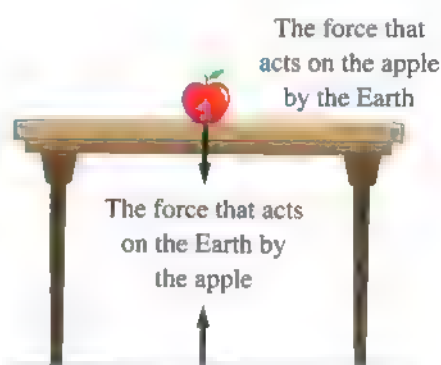 The force that
acts on the apple
by the Earth
The force that acts
on the Earth by
the apple